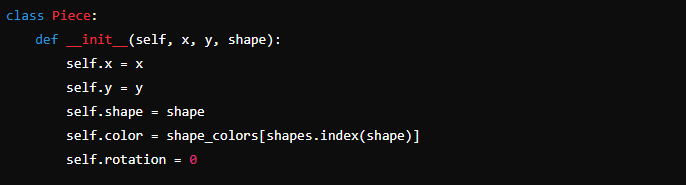 class Piece:
    def __init__(self, x, y, shape):
        self.x = x
        self.y = y
        self.shape = shape
        self.color = shape_colors[shapes.index(shape)]
        self.rotation = 0